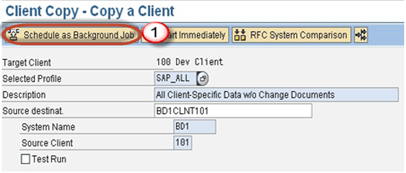 Client Copy - Copy a Client
Schedule as Background Job 1 art Immediately RFC System Comparison
Target Client 100 Dev Client
Selected Profile SAP_ALL
Description All Client-Specific Data w/o Change Documents
Source destinat. BD1CLNT101
System Name BD1
Source Client 101
Test Run